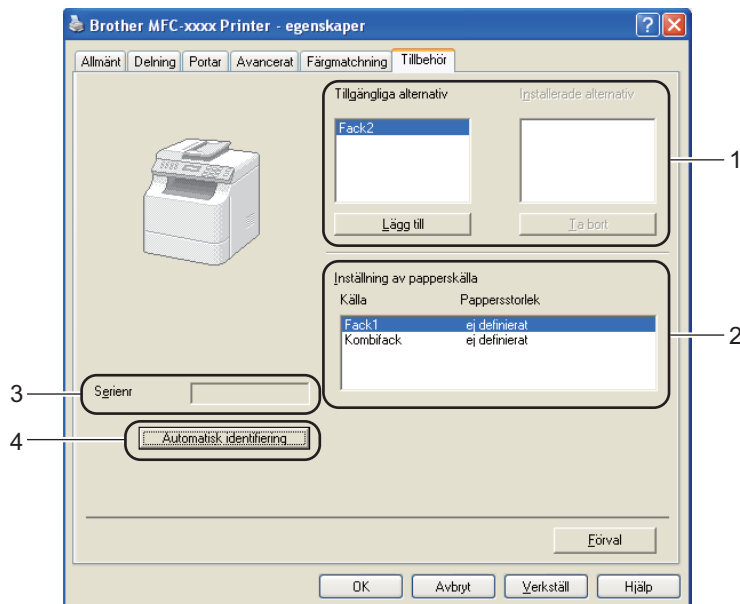 Brother MFC-xxxx Printer - egenskaper
Allmänt Delning Portar Avancerat Färgmatchning Tillbehör
Tillgängliga alternativ Installerade alternativ
Fack2
1
Lägg till Ta bort
Inställning av papperskälla
Källa Pappersstorlek
Fack1 ej definierat
Kombifack ej definierat
2
3 Serienr
4 Automatisk identifiering
Förval
OK Avbryt Verkställ Hjälp